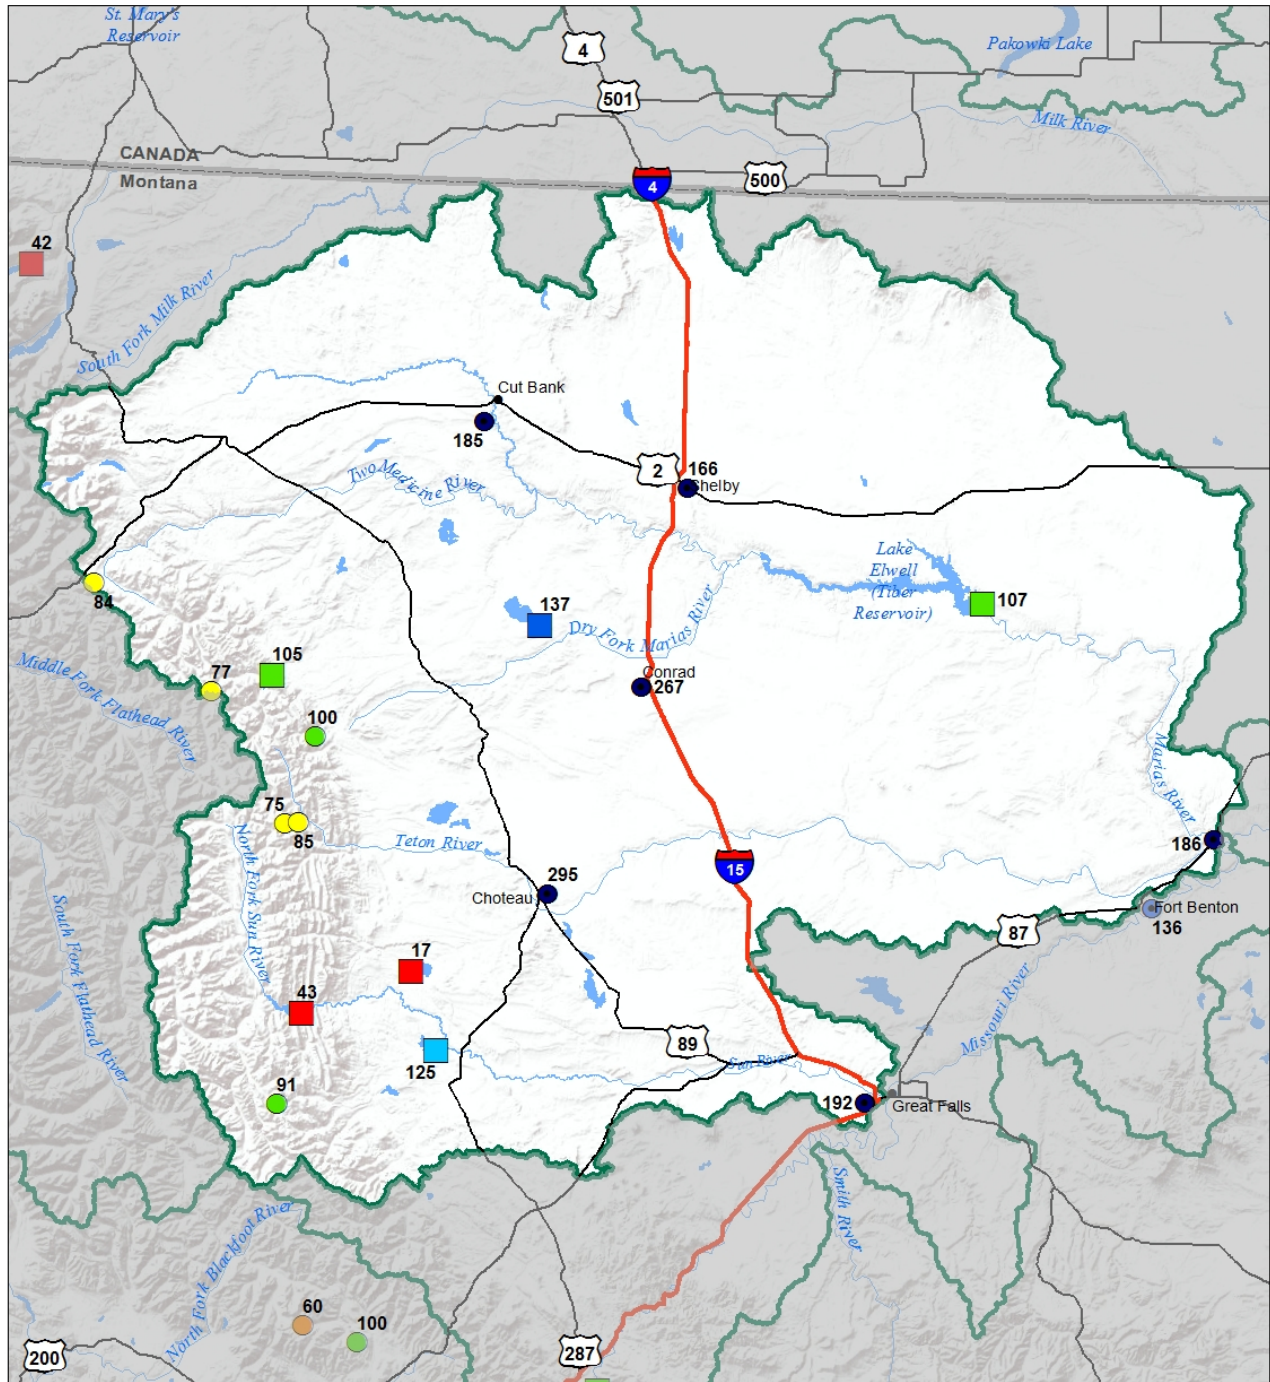 St. Mary's
Reservoir
4
Pakowki Lake
501
Milk River
CANADA
Montana
4
500
42
South Fork Milk River
Cut Bank
185
2
166
Shelby
Two Medicine River
Lake
Elwell
(Tiber
Reservoir)
84
137
107
Dry Fork Marias River
Middle Fork Flathead River
77
105
Conrad
267
100
Marias River
75
85
North Fork Sun River
Teton River
186
15
295
Choteau
South Fork Flathead River
Fort Benton
87
136
17
43
Missouri River
89
125
Sun River
91
192
Great Falls
Smith River
North Fork Blackfoot River
60
100
200
287